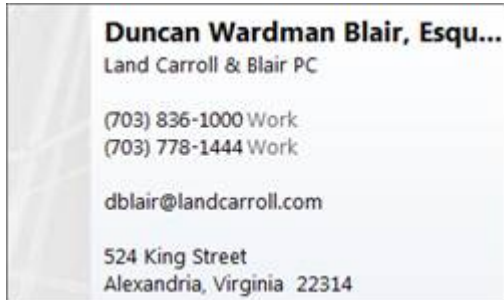 Duncan Wardman Blair, Esqu...
Land Carroll & Blair PC
(703) 836-1000 Work
(703) 778-1444 Work
dblair@landcarroll.com
524 King Street
Alexandria, Virginia  22314